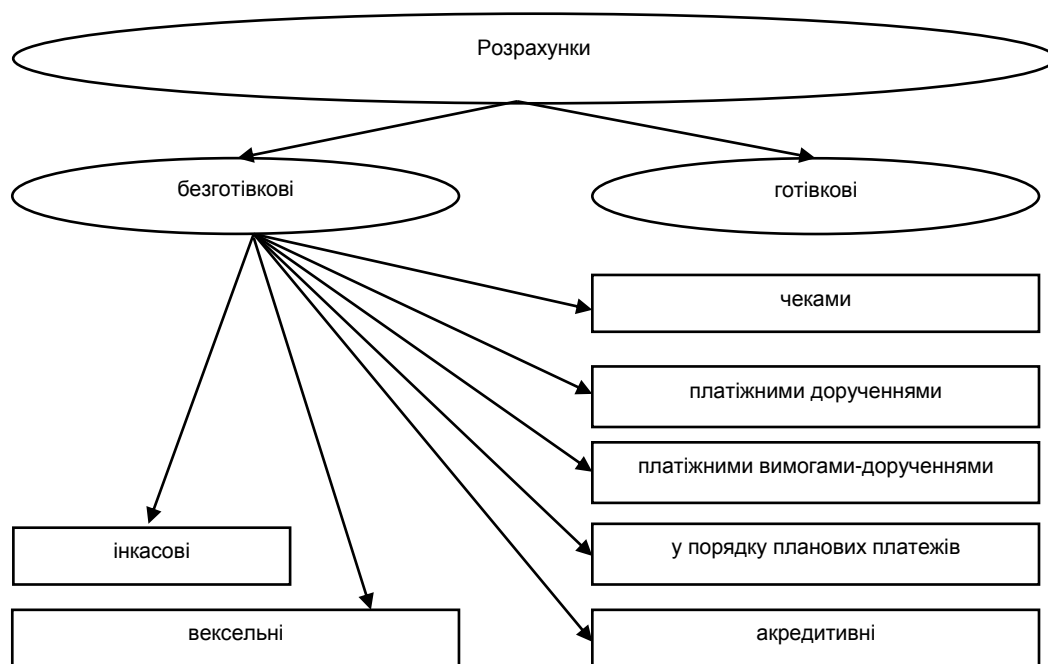 Розрахунки
безготівкові
готівкові
чеками
платіжними дорученнями
платіжними вимогами-дорученнями
інкасові
у порядку планових платежів
вексельні
акредитивні